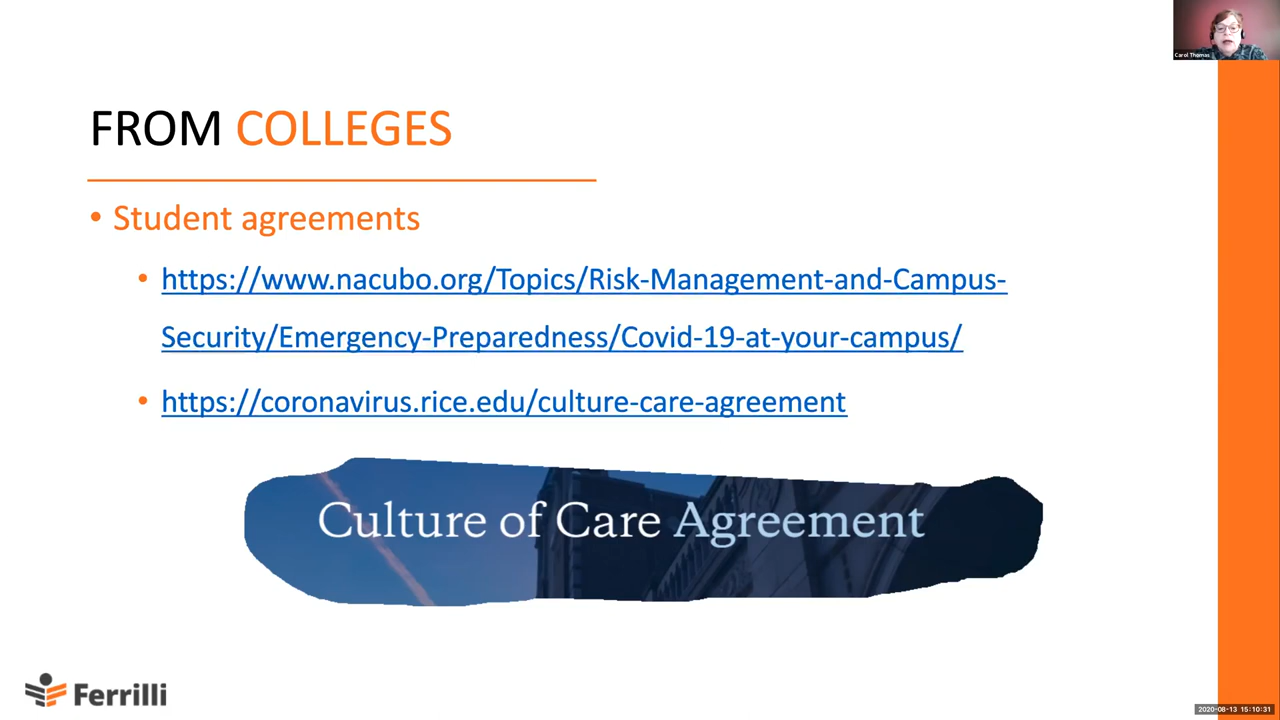 Carol Thomas
FROM COLLEGES
• Student agreements
• https://www.nacubo.org/Topics/Risk-Management-and-Campus-
Security/Emergency-Preparedness/Covid-19-at-your-campus/
• https://coronavirus.rice.edu/culture-care-agreement
Culture of Care Agreement
Ferrilli
2020-08-13 15:10:31